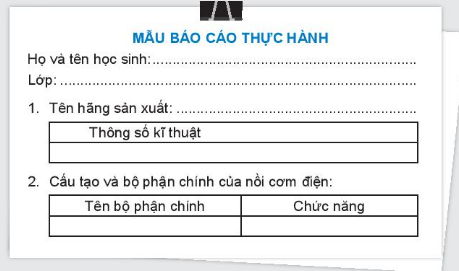 MẪU BÁO CÁO THỰC HÀNH
Họ và tên học sinh:.................................................................
Lớp: .........................................................................................
1. Tên hãng sản xuất: ............................................................
Thông số kĩ thuật
2. Cấu tạo và bộ phận chính của nồi cơm điện:
Tên bộ phận chính Chức năng